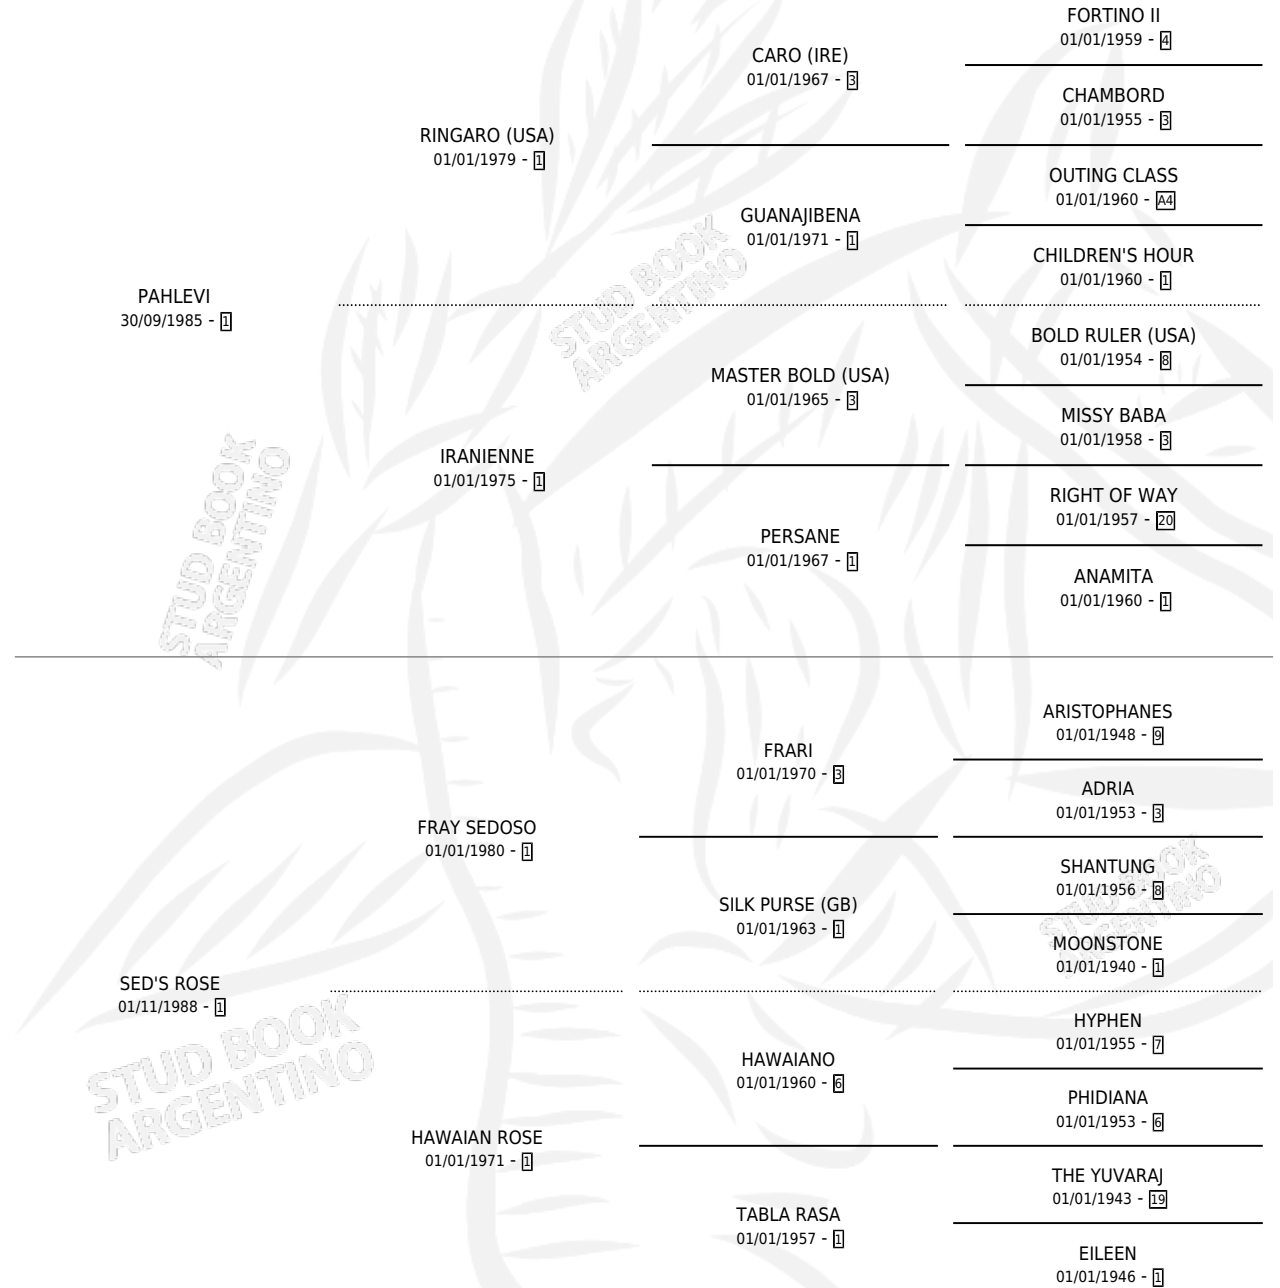 FORTINO II
01/01/1959 - 4
CARO (IRE)
01/01/1967 - 3
CHAMBORD
01/01/1955 - 3
RINGARO (USA)
01/01/1979 - 1
OUTING CLASS
01/01/1960 - A4
GUANAJIBENA
01/01/1971 - 1
CHILDREN'S HOUR
01/01/1960 - 1
PAHLEVI
30/09/1985 - 1
STUD BOOK
ARGENTINO
BOLD RULER (USA)
01/01/1954 - 8
MASTER BOLD (USA)
01/01/1965 - 3
MISSY BABA
01/01/1958 - 3
IRANIENNE
01/01/1975 - 1
RIGHT OF WAY
01/01/1957 - 20
PERSANE
01/01/1967 - 1
ANAMITA
01/01/1960 - 1
STUD BOOK
ARGENTINO
ARISTOPHANES
01/01/1948 - 9
FRARI
01/01/1970 - 3
ADRIA
01/01/1953 - 3
FRAY SEDOSO
01/01/1980 - 1
SHANTUNG
01/01/1956 - 8
SILK PURSE (GB)
01/01/1963 - 1
STUD BOOK
ARGENTINO
MOONSTONE
01/01/1940 - 1
SED'S ROSE
01/11/1988 - 1
STUD BOOK
ARGENTINO
HYPHEN
01/01/1955 - 7
HAWAIANO
01/01/1960 - 6
PHIDIANA
01/01/1953 - 6
HAWAIAN ROSE
01/01/1971 - 1
THE YUVARAJ
01/01/1943 - 19
TABLA RASA
01/01/1957 - 1
EILEEN
01/01/1946 - 1